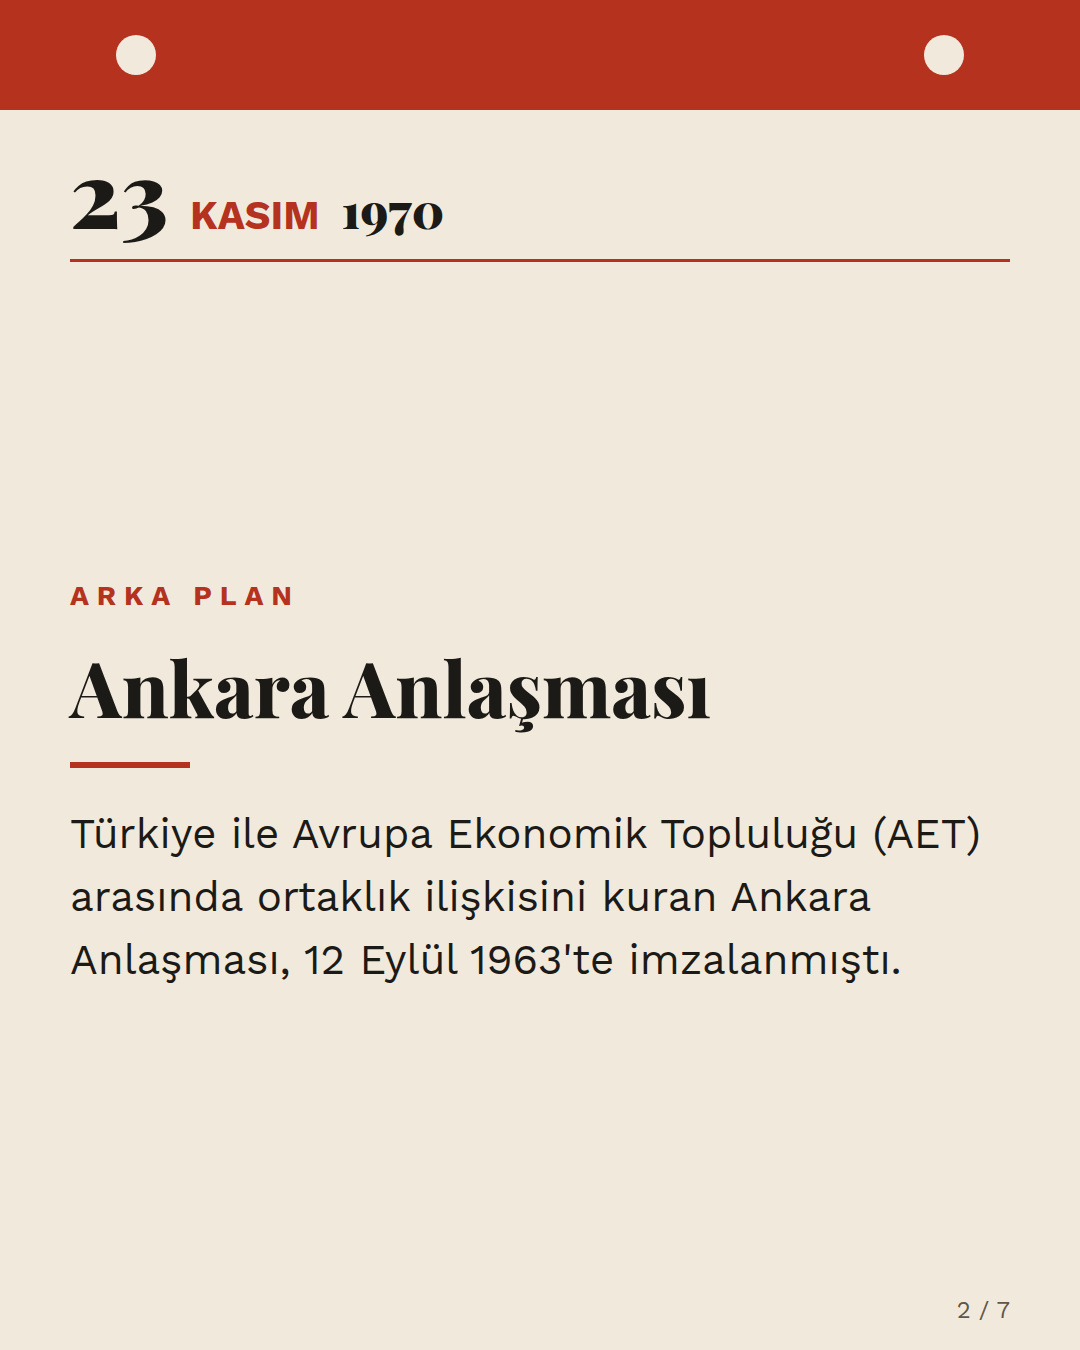 23 KASIM 1970
ARKA PLAN
Ankara Anlaşması
Türkiye ile Avrupa Ekonomik Topluluğu (AET)
arasında ortaklık ilişkisini kuran Ankara
Anlaşması, 12 Eylül 1963'te imzalanmıştı.
2 / 7